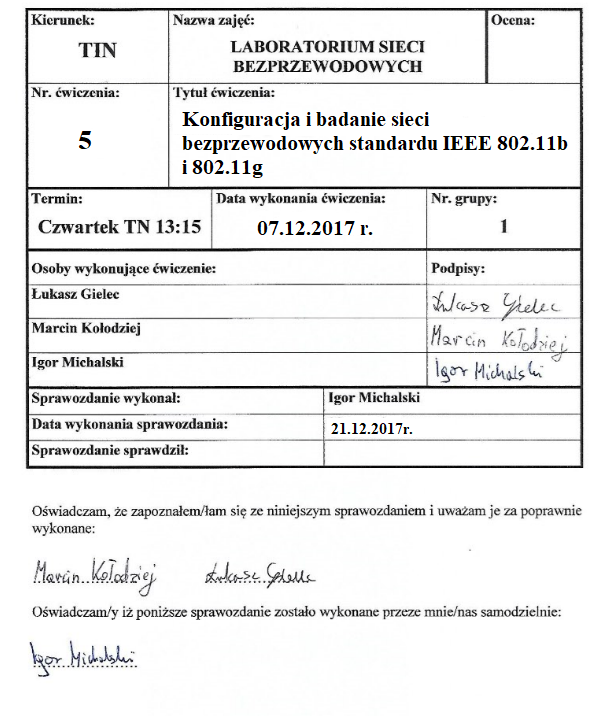 Kierunek: Nazwa zajęć: Ocena:
TIN LABORATORIUM SIECI
BEZPRZEWODOWYCH
Nr. ćwiczenia: Tytuł ćwiczenia:
5 Konfiguracja i badanie sieci
bezprzewodowych standardu IEEE 802.11b
i 802.11g
Termin: Data wykonania ćwiczenia: Nr. grupy:
Czwartek TN 13:15 07.12.2017 r. 1
Osoby wykonujące ćwiczenie: Podpisy:
Łukasz Gielec Łukasz Gielec
Marcin Kołodziej Marcin Kołodziej
Igor Michalski Igor Michalski
Sprawozdanie wykonał: Igor Michalski
Data wykonania sprawozdania: 21.12.2017r.
Sprawozdanie sprawdził:
Oświadczam, że zapoznałem/łam się ze niniejszym sprawozdaniem i uważam je za poprawnie
wykonane:
Marcin Kołodziej Łukasz Gielec
Oświadczam/y iż poniższe sprawozdanie zostało wykonane przeze mnie/nas samodzielnie:
Igor Michalski